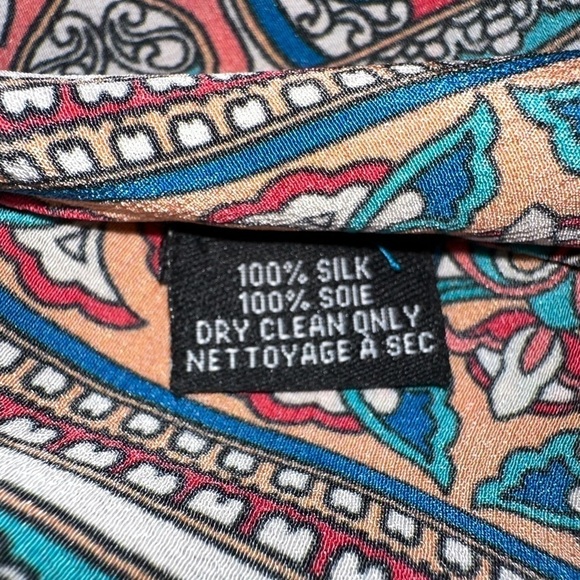 100% SILK
100% SOIE
DRY CLEAN ONLY
NETTOYAGE À SEC